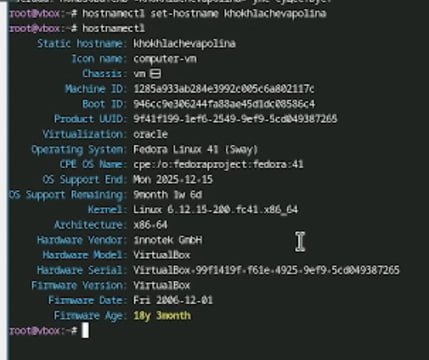 root@vbox:~# hostnamectl set-hostname khokhlachevapolina
root@vbox:~# hostnamectl
Static hostname: khokhlachevapolina
Icon name: computer-vm
Chassis: vm
Machine ID: 1285a933ab284e3992c005c6a802117c
Boot ID: 946cc9e306244fa88ae45d1dc08586c4
Product UUID: 9f41f199-1ef6-2549-9ef9-5cd049387265
Virtualization: oracle
Operating System: Fedora Linux 41 (Sway)
CPE OS Name: cpe:/o:fedoraproject:fedora:41
OS Support End: Mon 2025-12-15
OS Support Remaining: 9month 1w 6d
Kernel: Linux 6.12.15-200.fc41.x86_64
Architecture: x86-64
Hardware Vendor: innotek GmbH
Hardware Model: VirtualBox
Hardware Serial: VirtualBox-99f1419f-f61e-4925-9ef9-5cd049387265
Firmware Version: VirtualBox
Firmware Date: Fri 2006-12-01
Firmware Age: 18y 3month
root@vbox:~#